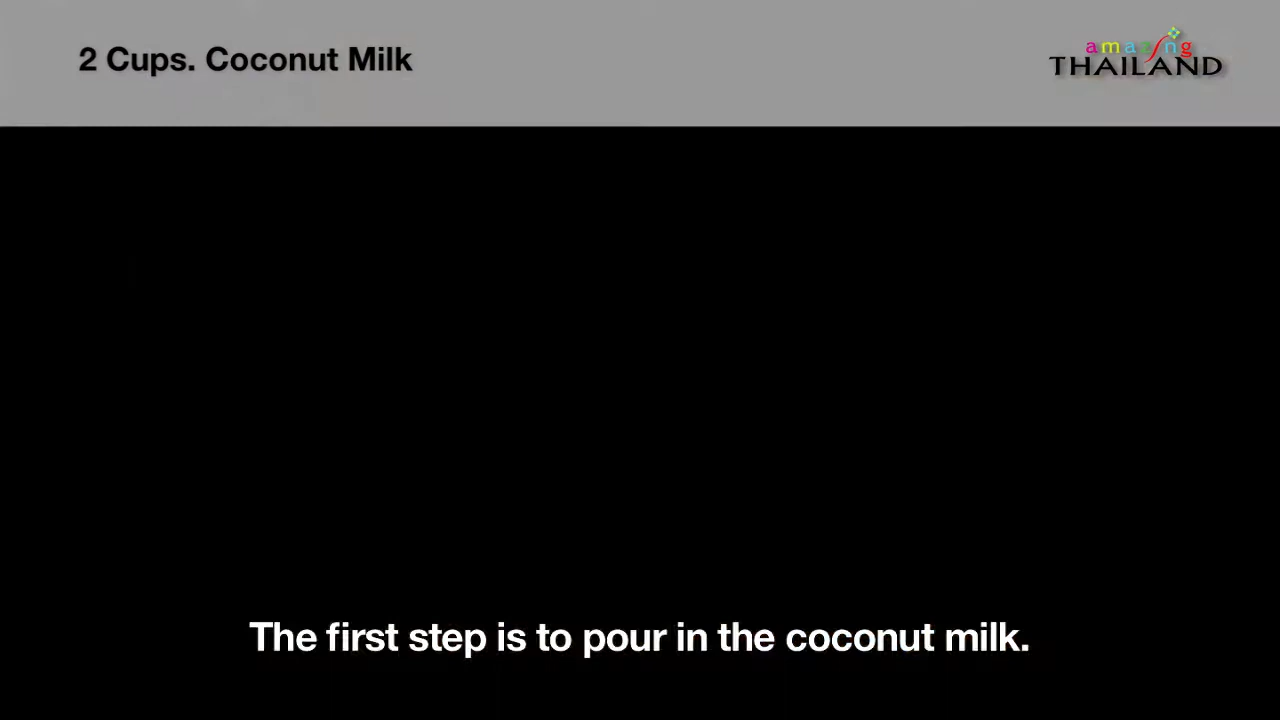 2 Cups. Coconut Milk
amazing
THAILAND
The first step is to pour in the coconut milk.